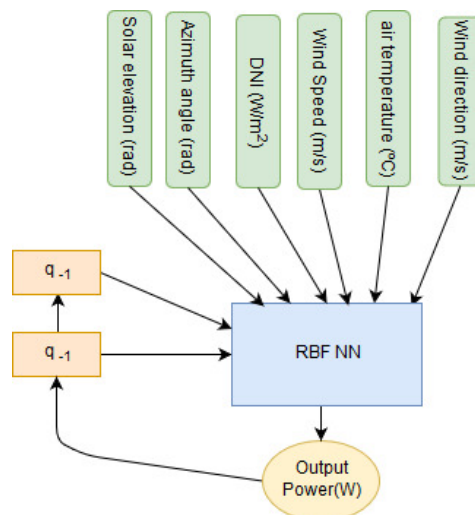 Solar elevation (rad)
Azimuth angle (rad)
DNI (W/m²)
Wind Speed (m/s)
air temperature (ºC)
Wind direction (m/s)
q -1
q -1
RBF NN
Output
Power(W)